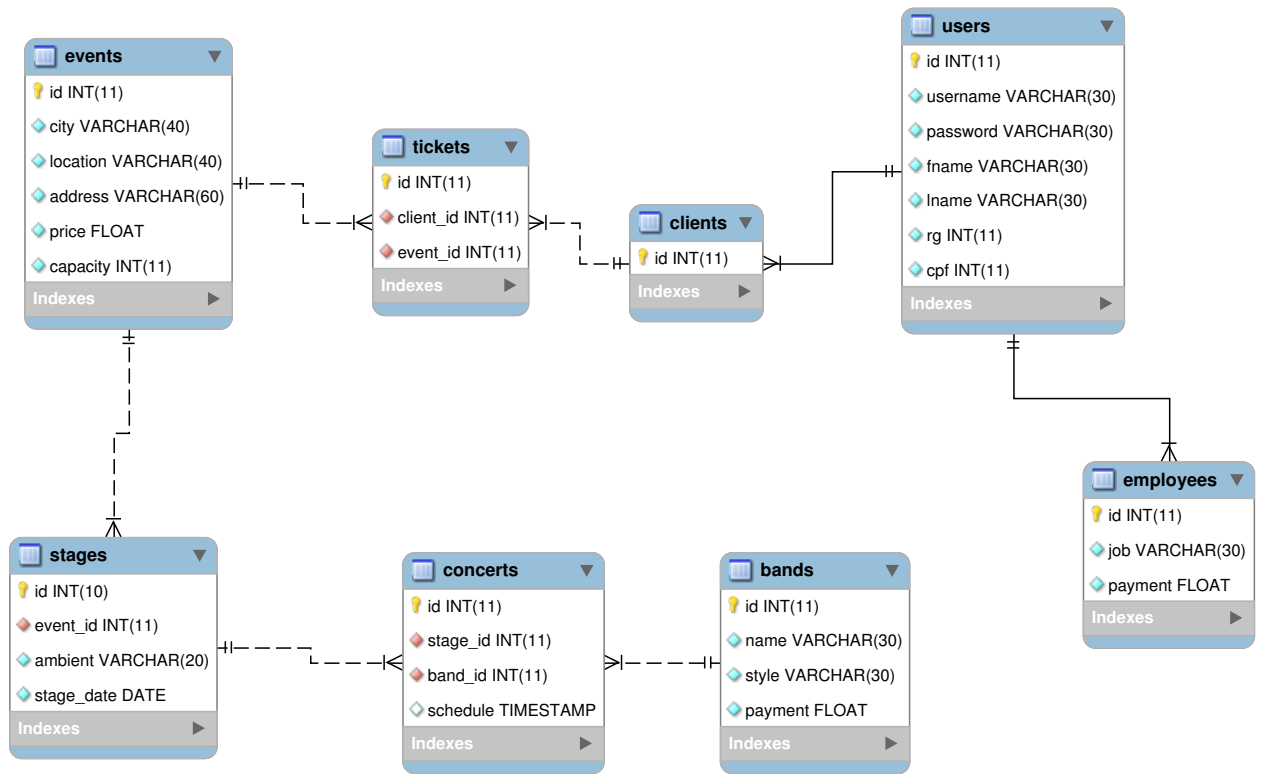 events
id INT(11)
city VARCHAR(40)
location VARCHAR(40)
address VARCHAR(60)
price FLOAT
capacity INT(11)
Indexes
tickets
id INT(11)
client_id INT(11)
event_id INT(11)
Indexes
clients
id INT(11)
Indexes
users
id INT(11)
username VARCHAR(30)
password VARCHAR(30)
fname VARCHAR(30)
lname VARCHAR(30)
rg INT(11)
cpf INT(11)
Indexes
employees
id INT(11)
job VARCHAR(30)
payment FLOAT
Indexes
stages
id INT(10)
event_id INT(11)
ambient VARCHAR(20)
stage_date DATE
Indexes
concerts
id INT(11)
stage_id INT(11)
band_id INT(11)
schedule TIMESTAMP
Indexes
bands
id INT(11)
name VARCHAR(30)
style VARCHAR(30)
payment FLOAT
Indexes